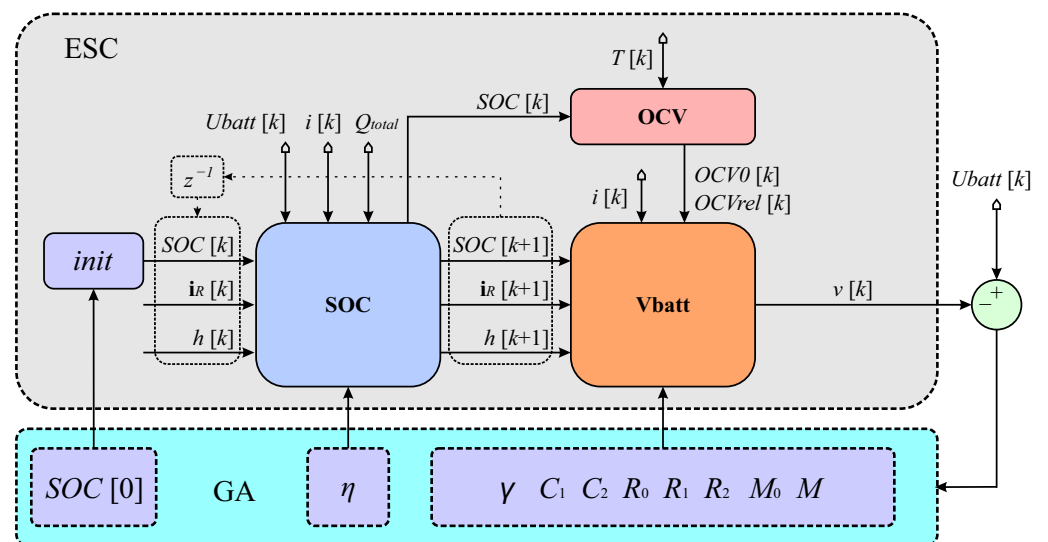 ESC
T [k]
SOC [k]
OCV
Ubatt [k]
i [k]
Qtotal
z⁻¹
OCV0 [k]
OCVrel [k]
i [k]
Ubatt [k]
init
SOC [k]
iR [k]
h [k]
SOC
SOC [k+1]
iR [k+1]
h [k+1]
Vbatt
v [k]
+
−
SOC [0]
GA
η
γ C₁ C₂ R₀ R₁ R₂ M₀ M